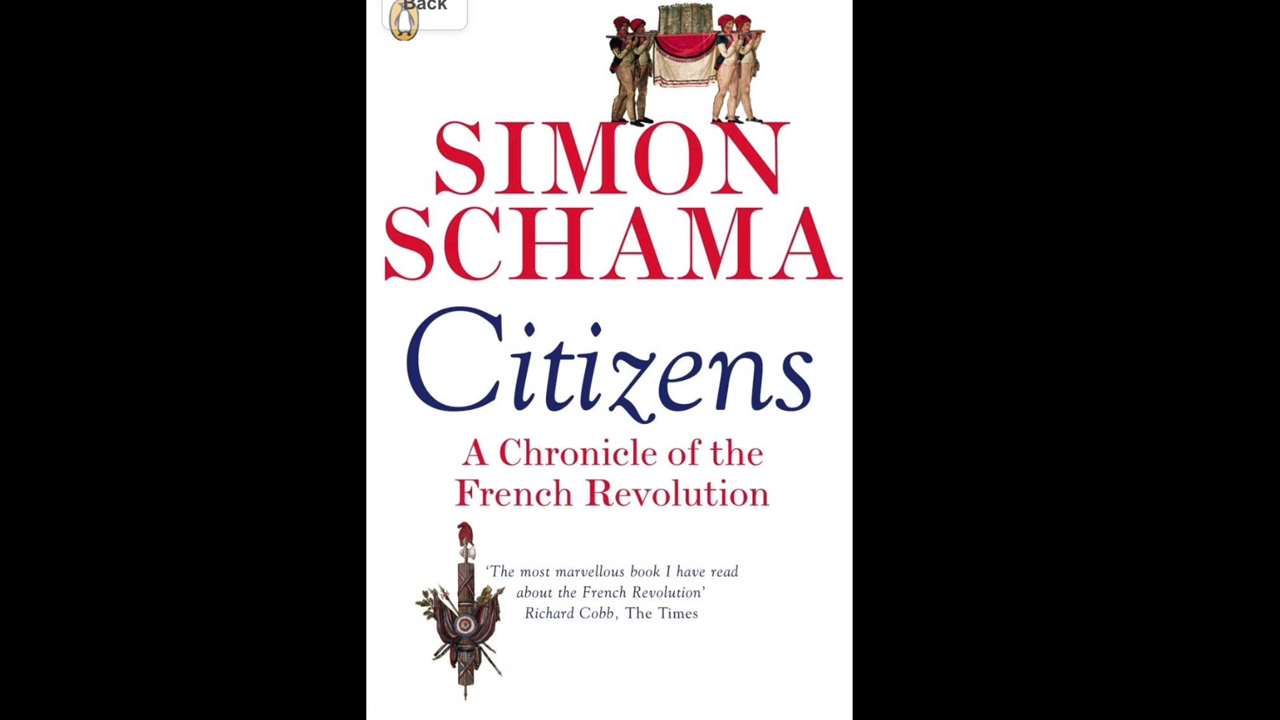 Back
SIMON
SCHAMA
Citizens
A Chronicle of the
French Revolution
‘The most marvellous book I have read
about the French Revolution’
Richard Cobb, The Times